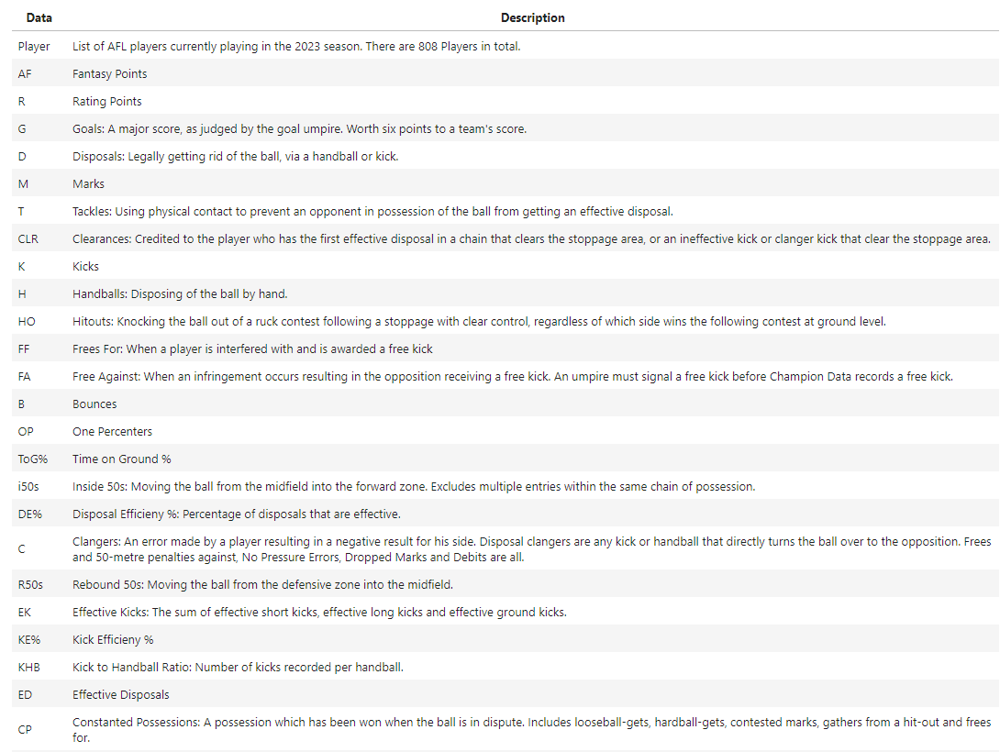 Data Description
Player List of AFL players currently playing in the 2023 season. There are 808 Players in total.
AF Fantasy Points
R Rating Points
G Goals: A major score, as judged by the goal umpire. Worth six points to a team's score.
D Disposals: Legally getting rid of the ball, via a handball or kick.
M Marks
T Tackles: Using physical contact to prevent an opponent in possession of the ball from getting an effective disposal.
CLR Clearances: Credited to the player who has the first effective disposal in a chain that clears the stoppage area, or an ineffective kick or clanger kick that clear the stoppage area.
K Kicks
H Handballs: Disposing of the ball by hand.
HO Hitouts: Knocking the ball out of a ruck contest following a stoppage with clear control, regardless of which side wins the following contest at ground level.
FF Frees For: When a player is interfered with and is awarded a free kick
FA Free Against: When an infringement occurs resulting in the opposition receiving a free kick. An umpire must signal a free kick before Champion Data records a free kick.
B Bounces
OP One Percenters
ToG% Time on Ground %
i50s Inside 50s: Moving the ball from the midfield into the forward zone. Excludes multiple entries within the same chain of possession.
DE% Disposal Efficieny %: Percentage of disposals that are effective.
C Clangers: An error made by a player resulting in a negative result for his side. Disposal clangers are any kick or handball that directly turns the ball over to the opposition. Frees
and 50-metre penalties against, No Pressure Errors, Dropped Marks and Debits are all.
R50s Rebound 50s: Moving the ball from the defensive zone into the midfield.
EK Effective Kicks: The sum of effective short kicks, effective long kicks and effective ground kicks.
KE% Kick Efficieny %
KHB Kick to Handball Ratio: Number of kicks recorded per handball.
ED Effective Disposals
CP Constanted Possessions: A possession which has been won when the ball is in dispute. Includes looseball-gets, hardball-gets, contested marks, gathers from a hit-out and frees
for.